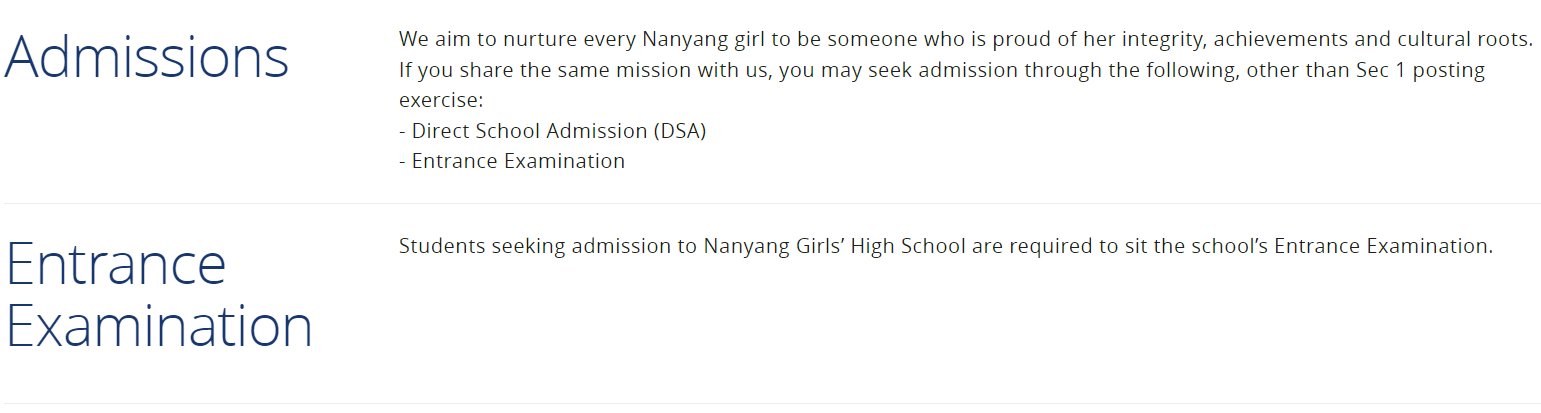 Admissions
We aim to nurture every Nanyang girl to be someone who is proud of her integrity, achievements and cultural roots.
If you share the same mission with us, you may seek admission through the following, other than Sec 1 posting
exercise:
- Direct School Admission (DSA)
- Entrance Examination
Entrance
Examination
Students seeking admission to Nanyang Girls’ High School are required to sit the school’s Entrance Examination.